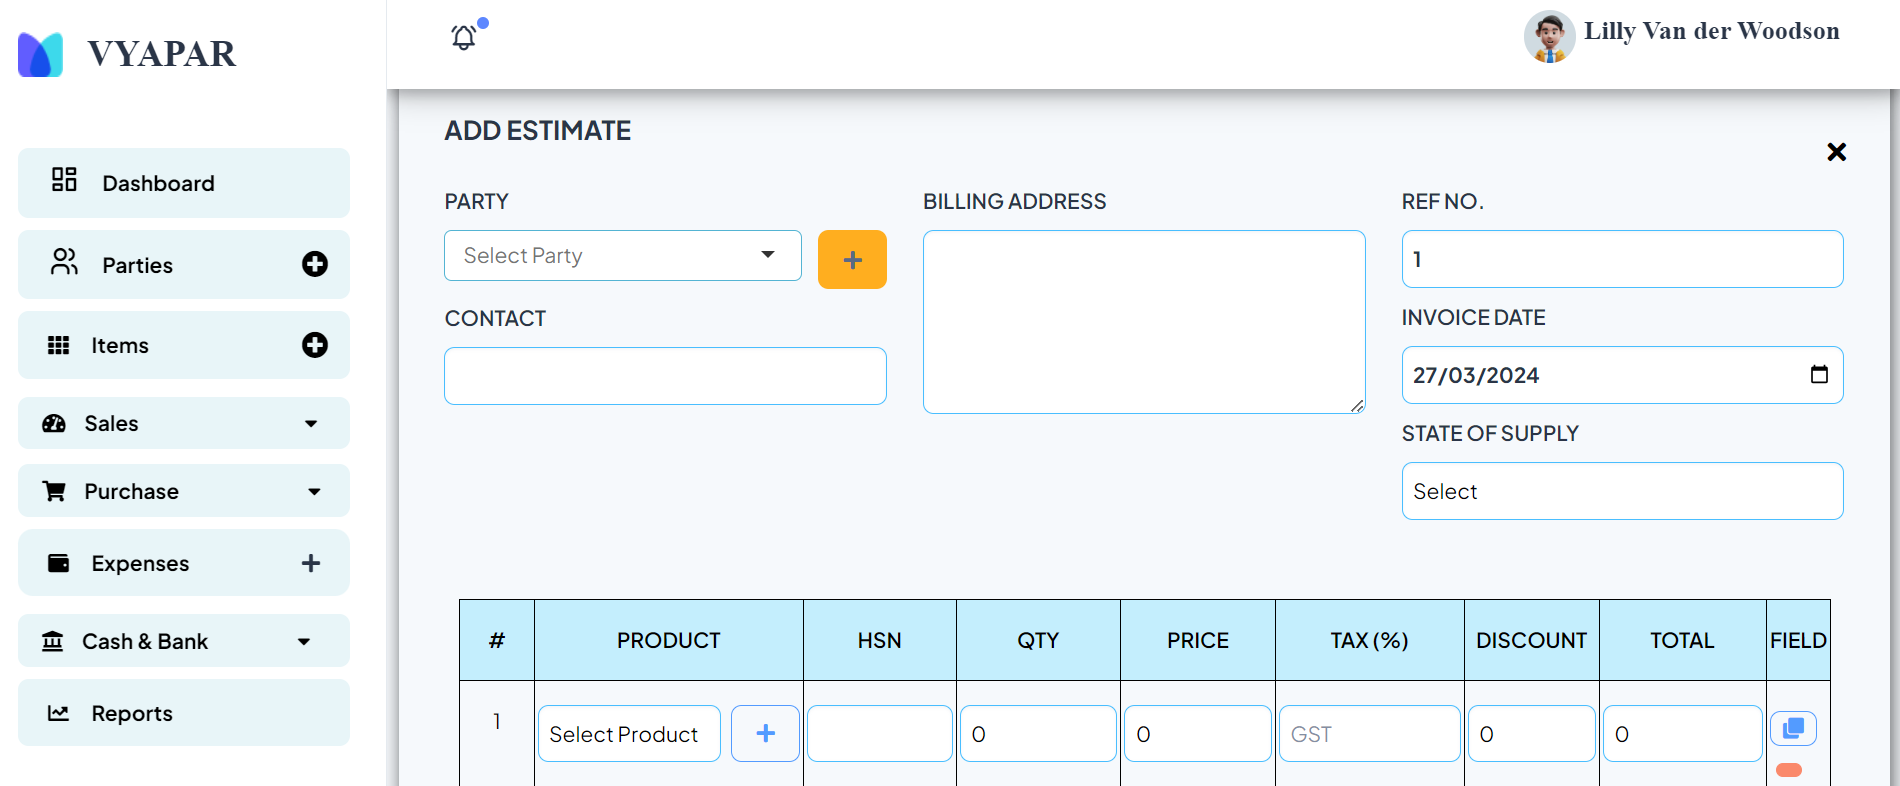 VYAPAR
Lilly Van der Woodson
Dashboard
Parties
Items
Sales
Purchase
Expenses
Cash & Bank
Reports
ADD ESTIMATE
PARTY
Select Party
CONTACT
BILLING ADDRESS
REF NO.
1
INVOICE DATE
27/03/2024
STATE OF SUPPLY
Select
# PRODUCT HSN QTY PRICE TAX (%) DISCOUNT TOTAL FIELD
1 Select Product 0 0 GST 0 0